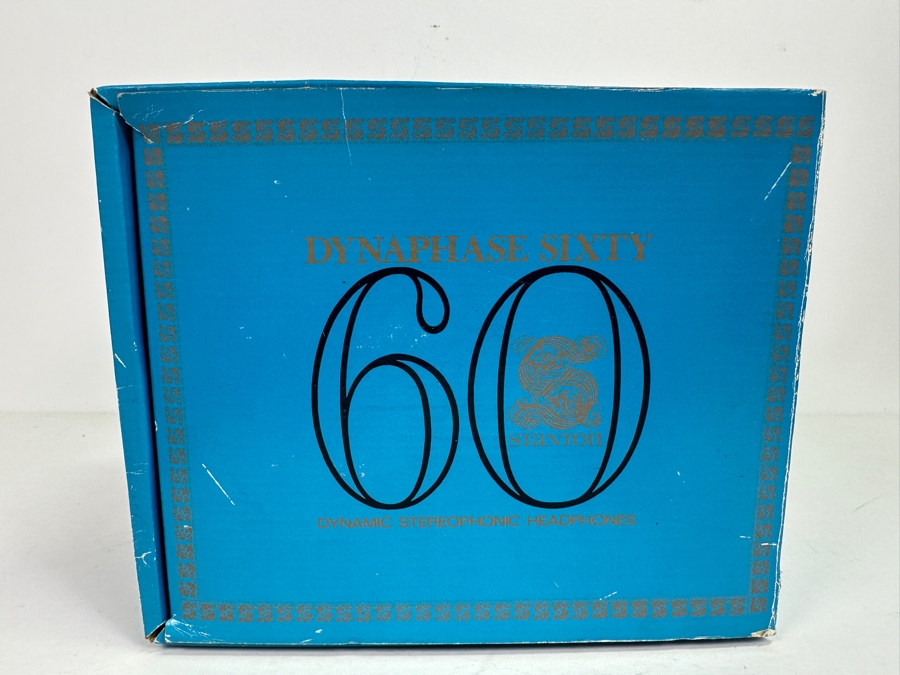 DYNAPHASE SIXTY
60
STANTON
DYNAMIC STEREOPHONIC HEADPHONES